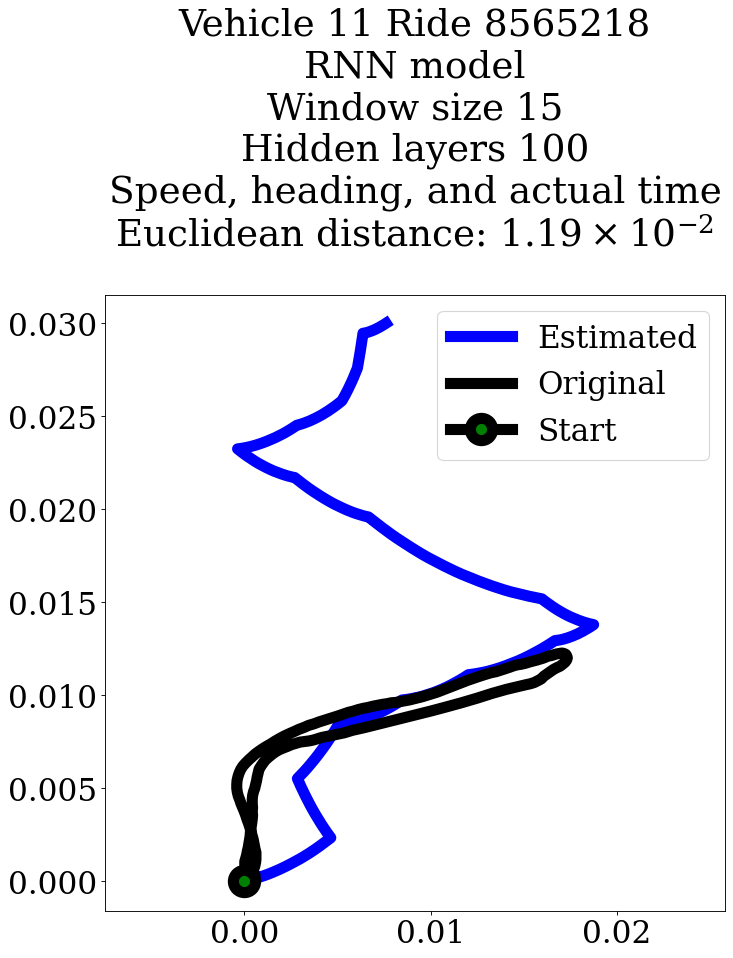 Vehicle 11 Ride 8565218
RNN model
Window size 15
Hidden layers 100
Speed, heading, and actual time
Euclidean distance: 1.19 × 10⁻²
0.030
0.025
0.020
0.015
0.010
0.005
0.000
Estimated
Original
Start
0.00 0.01 0.02